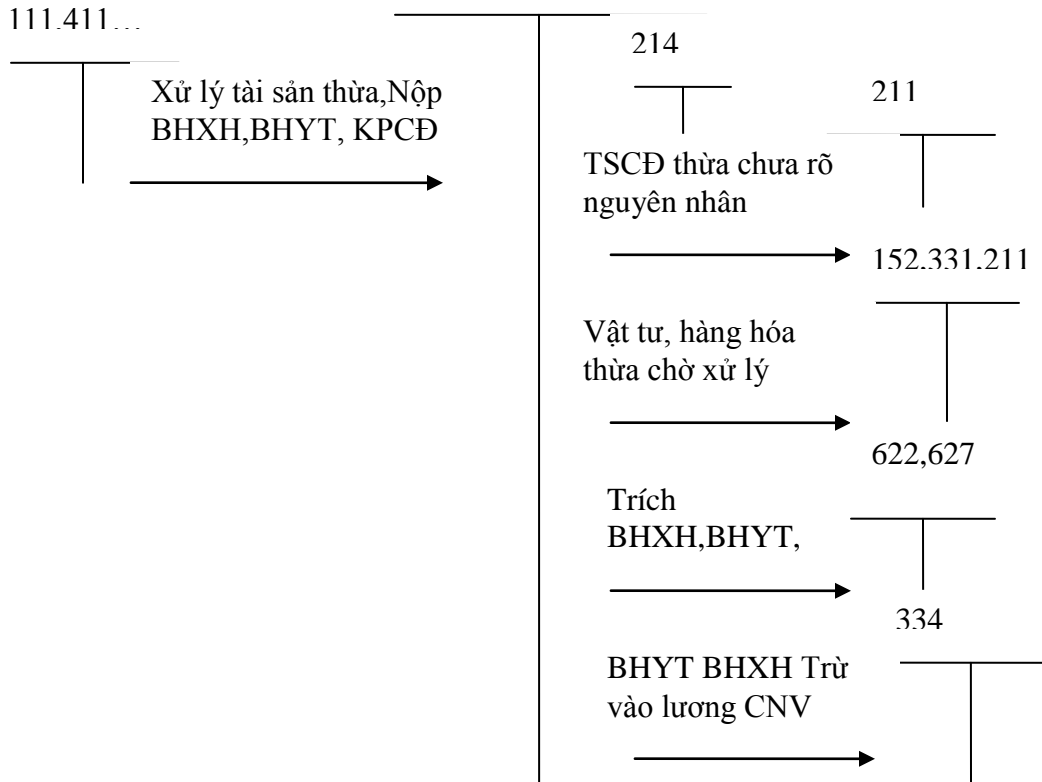 111,411…
214
Xử lý tài sản thừa,Nộp
BHXH,BHYT, KPCĐ
211
TSCĐ thừa chưa rõ
nguyên nhân
152,331,211
Vật tư, hàng hóa
thừa chờ xử lý
622,627
Trích
BHXH,BHYT,
334
BHYT BHXH Trừ
vào lương CNV